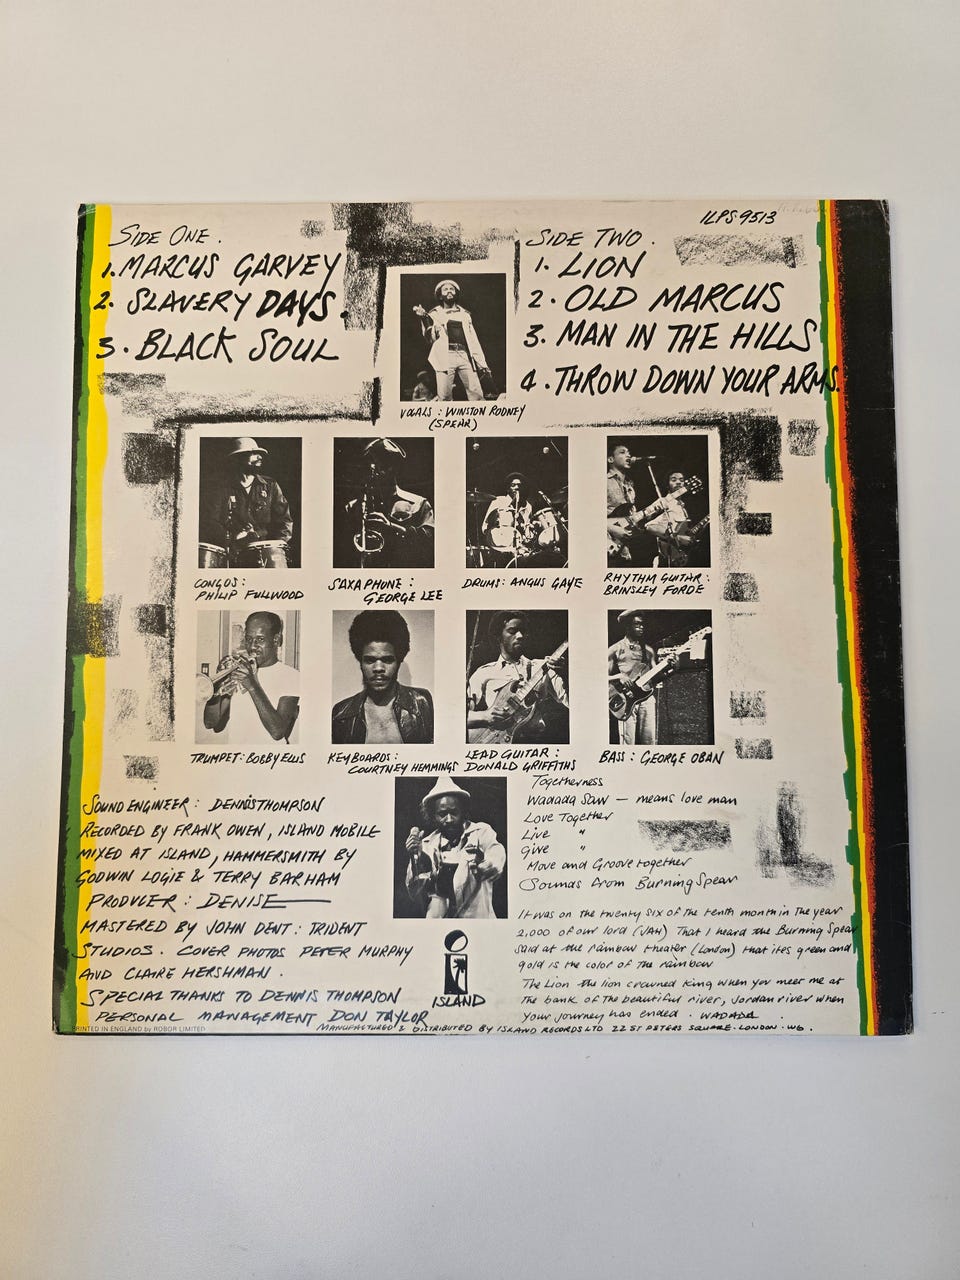 ILPS 9513
SIDE ONE.
1. MARCUS GARVEY
2. SLAVERY DAYS.
3. BLACK SOUL
SIDE TWO.
1. LION
2. OLD MARCUS
3. MAN IN THE HILLS
4. THROW DOWN YOUR ARMS.
VOCALS : WINSTON RODNEY
(SPEAR)
CONGOS :
PHILIP FULLWOOD
SAXAPHONE :
GEORGE LEE
DRUMS : ANGUS GAYE
RHYTHM GUITAR :
BRINSLEY FORDE
TRUMPET : BOBBY ELLIS
KEYBOARDS :
COURTNEY HEMMINGS
LEAD GUITAR :
DONALD GRIFFITHS
BASS : GEORGE OBAN
SOUND ENGINEER : DENNIS THOMPSON
RECORDED BY FRANK OWEN, ISLAND MOBILE
MIXED AT ISLAND, HAMMERSMITH BY
GODWIN LOGIE & TERRY BARHAM
PRODUCER : DENISE
MASTERED BY JOHN DENT : TRIDENT
STUDIOS. COVER PHOTOS PETER MURPHY
AND CLAIRE HERSHMAN.
SPECIAL THANKS TO DENNIS THOMPSON
PERSONAL MANAGEMENT DON TAYLOR
Togetherness
Wadada Saw — means love man
Love Together
Live "
Give "
Move and Groove together
Sounds from Burning Spear
It was on the twenty six of the tenth month in the year
2,000 of our lord (JAH) That I heard the Burning Spear
said at the rainbow theater (London) that ites green and
gold is the color of the rainbow
The Lion the lion crowned king when you meet me at
the bank of the beautiful river, Jordan river when
your journey has ended. WADADA.
ISLAND
PRINTED IN ENGLAND by ROBOR LIMITED
MANUFACTURED & DISTRIBUTED BY ISLAND RECORDS LTD 22 ST PETERS SQUARE. LONDON. W6.